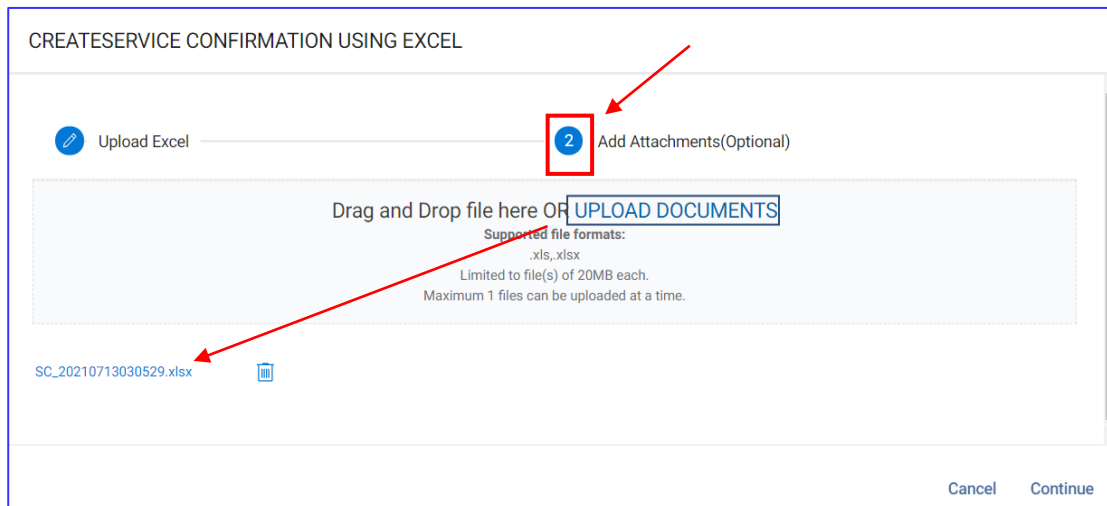 CREATESERVICE CONFIRMATION USING EXCEL
Upload Excel 2 Add Attachments(Optional)
Drag and Drop file here OR UPLOAD DOCUMENTS
Supported file formats:
.xls,.xlsx
Limited to file(s) of 20MB each.
Maximum 1 files can be uploaded at a time.
SC_20210713030529.xlsx
Cancel Continue